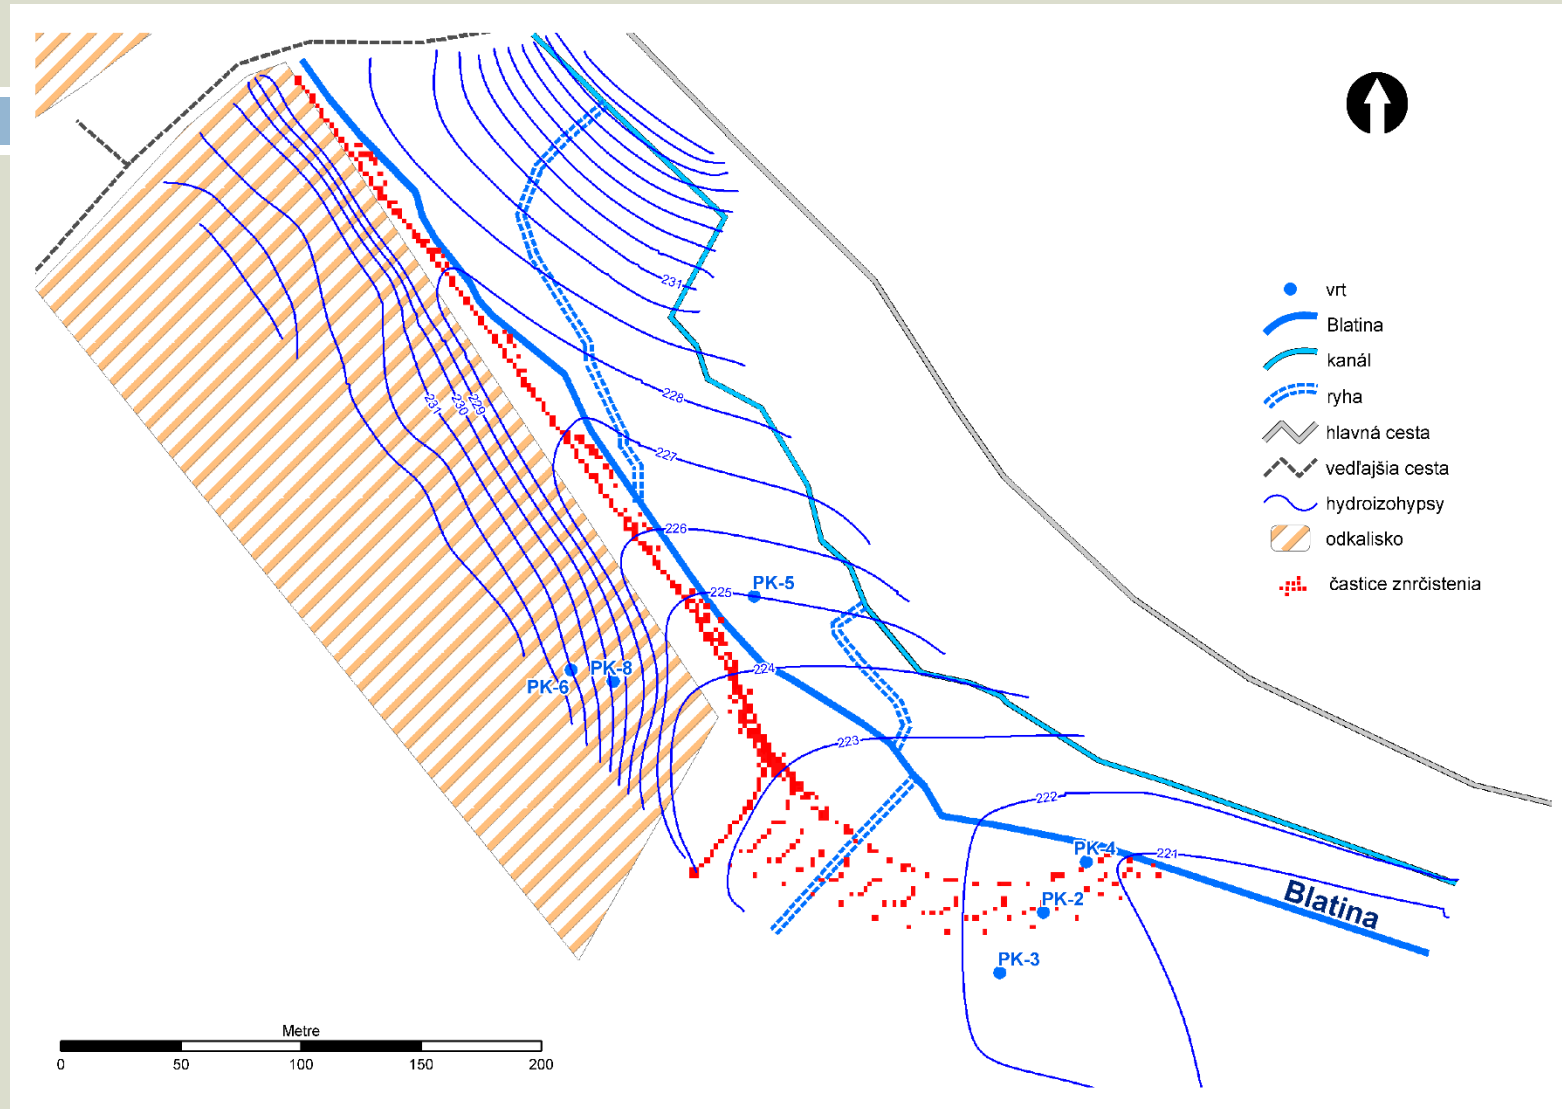 231
228
227
226
225
224
223
222
221
231
230
229
PK-5
PK-8
PK-6
PK-4
PK-2
PK-3
Blatina
vrt
Blatina
kanál
ryha
hlavná cesta
vedľajšia cesta
hydroizohypsy
odkalisko
častice znrčistenia
Metre
0 50 100 150 200